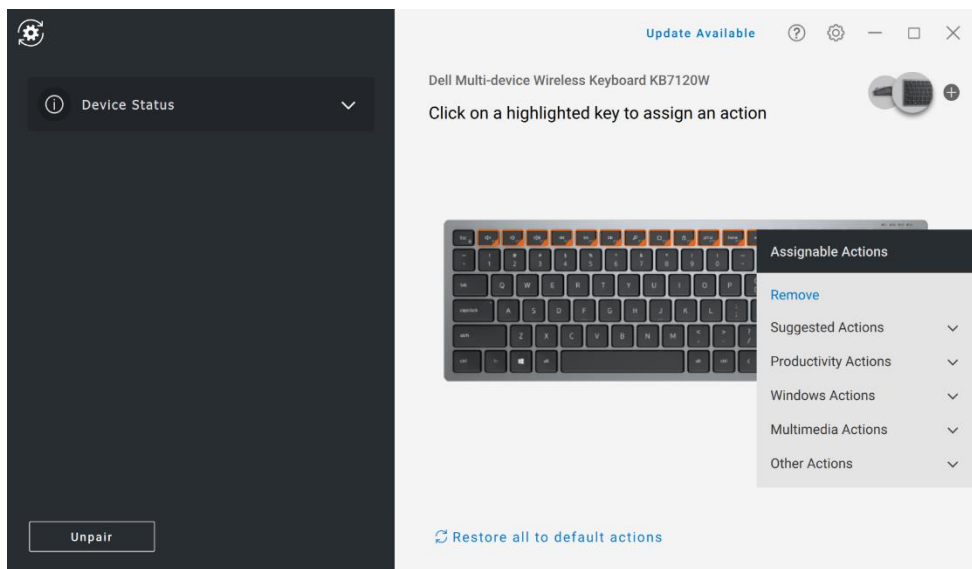 Update Available
Device Status
Dell Multi-device Wireless Keyboard KB7120W
Click on a highlighted key to assign an action
Assignable Actions
Remove
Suggested Actions
Productivity Actions
Windows Actions
Multimedia Actions
Other Actions
Q W E R T Y U I O P
A S D F G H J K L
Z X C V B N M
Unpair
Restore all to default actions